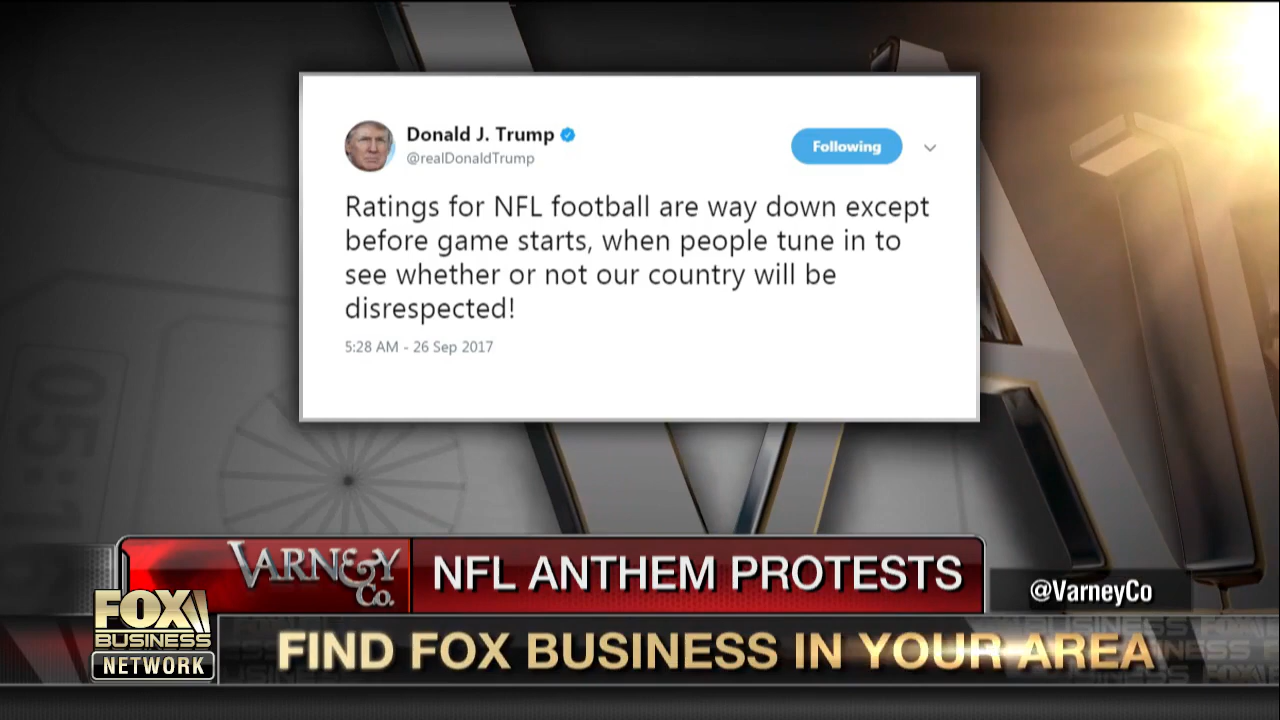 Donald J. Trump
@realDonaldTrump
Following
Ratings for NFL football are way down except
before game starts, when people tune in to
see whether or not our country will be
disrespected!
5:28 AM - 26 Sep 2017
05:16
VARNEY
& Co.
NFL ANTHEM PROTESTS
@VarneyCo
FOX
BUSINESS
NETWORK
FIND FOX BUSINESS IN YOUR AREA